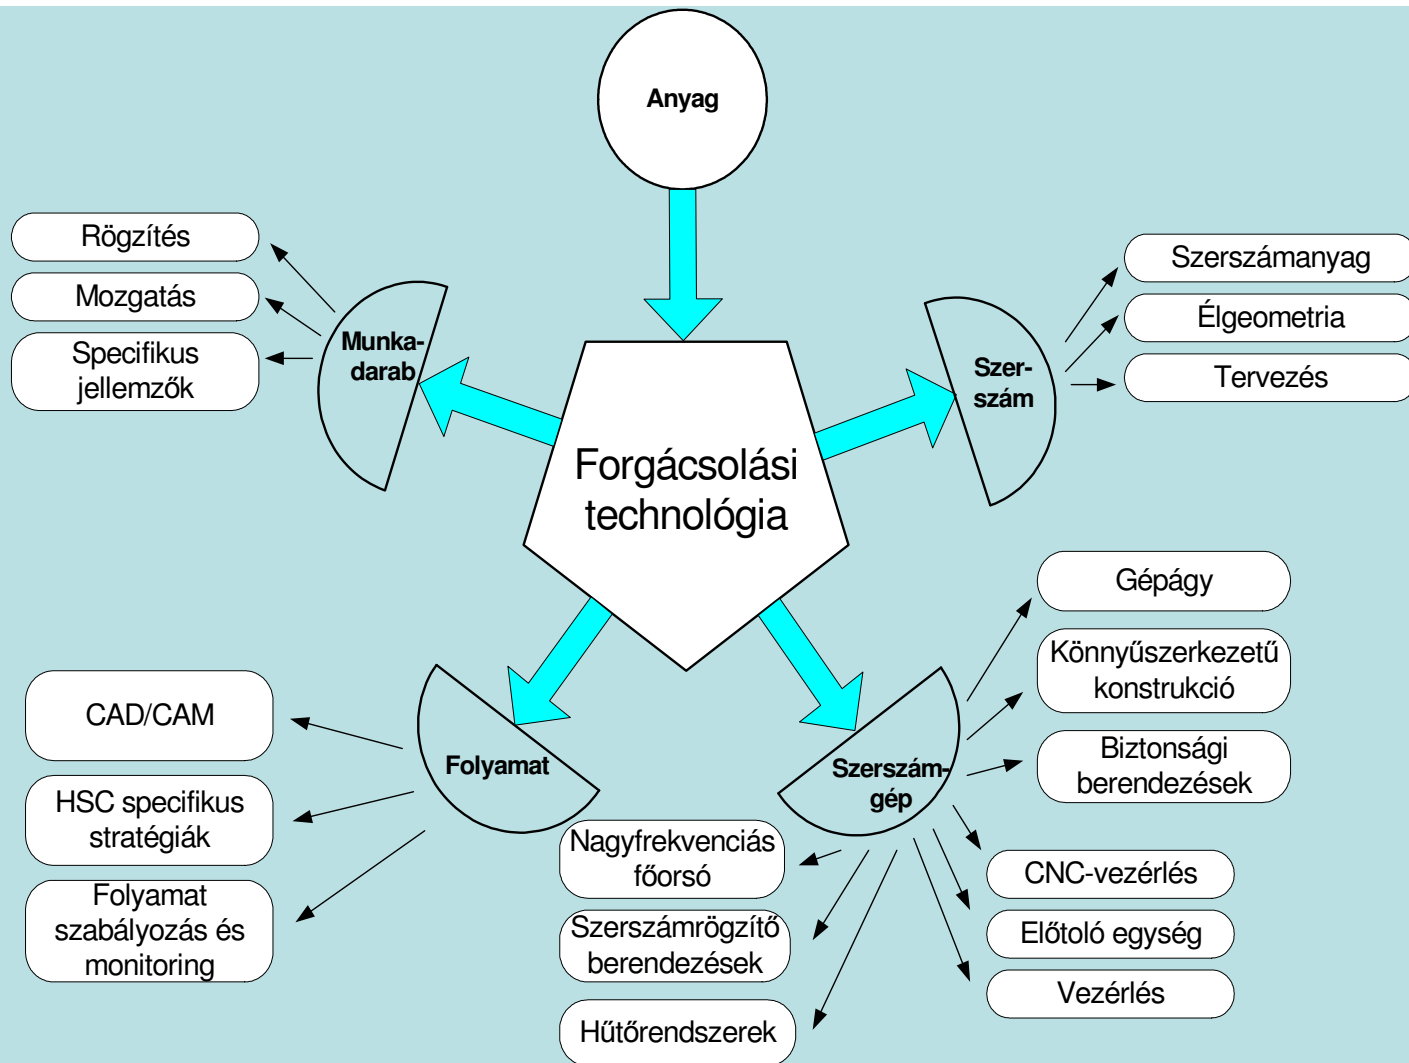 Anyag
Rögzítés
Mozgatás
Specifikus
jellemzők
Munka-
darab
Szer-
szám
Szerszámanyag
Élgeometria
Tervezés
Forgácsolási
technológia
CAD/CAM
HSC specifikus
stratégiák
Folyamat
szabályozás és
monitoring
Folyamat
Szerszám-
gép
Gépágy
Könnyűszerkezetű
konstrukció
Biztonsági
berendezések
Nagyfrekvenciás
főorsó
Szerszámrögzítő
berendezések
Hűtőrendszerek
CNC-vezérlés
Előtoló egység
Vezérlés